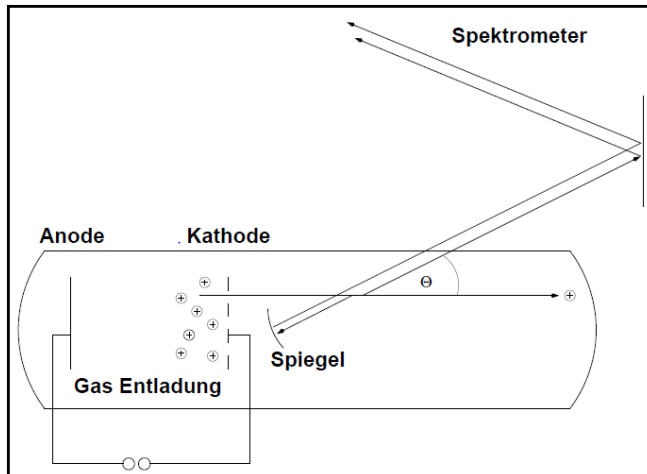 Spektrometer
Anode
Kathode
Θ
Spiegel
Gas Entladung